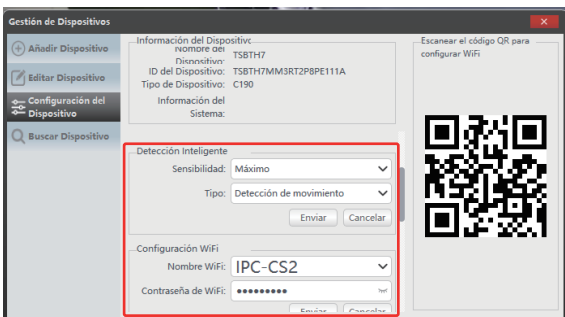 Gestión de Dispositivos
Añadir Dispositivo
Editar Dispositivo
Configuración del
Dispositivo
Buscar Dispositivo
Información del Dispositivo
Nombre del
Dispositivo: TSBTH7
ID del Dispositivo: TSBTH7MM3RT2P8PE111A
Tipo de Dispositivo: C190
Información del
Sistema:
Detección Inteligente
Sensibilidad: Máximo
Tipo: Detección de movimiento
Enviar Cancelar
Configuración WiFi
Nombre WiFi: IPC-CS2
Contraseña de WiFi: •••••••••
Enviar Cancelar
Escanear el código QR para
configurar WiFi